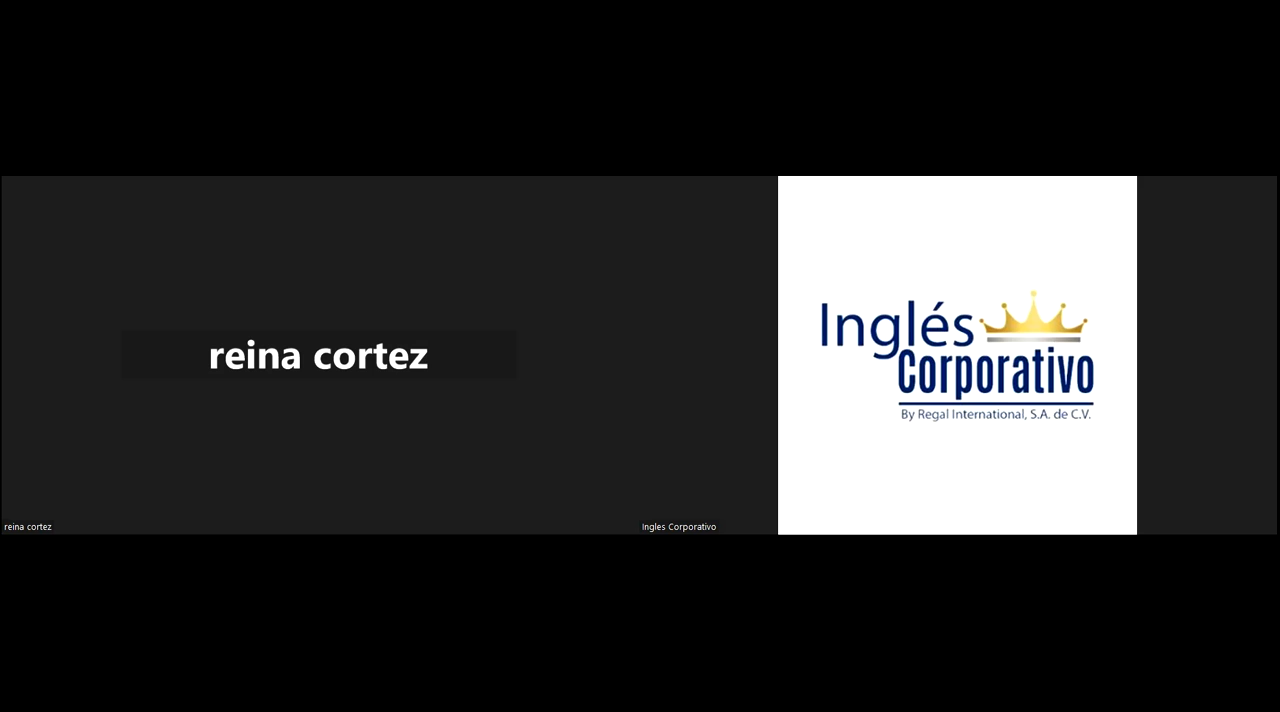 reina cortez
Inglés
Corporativo
By Regal International, S.A. de C.V.
reina cortez
Ingles Corporativo